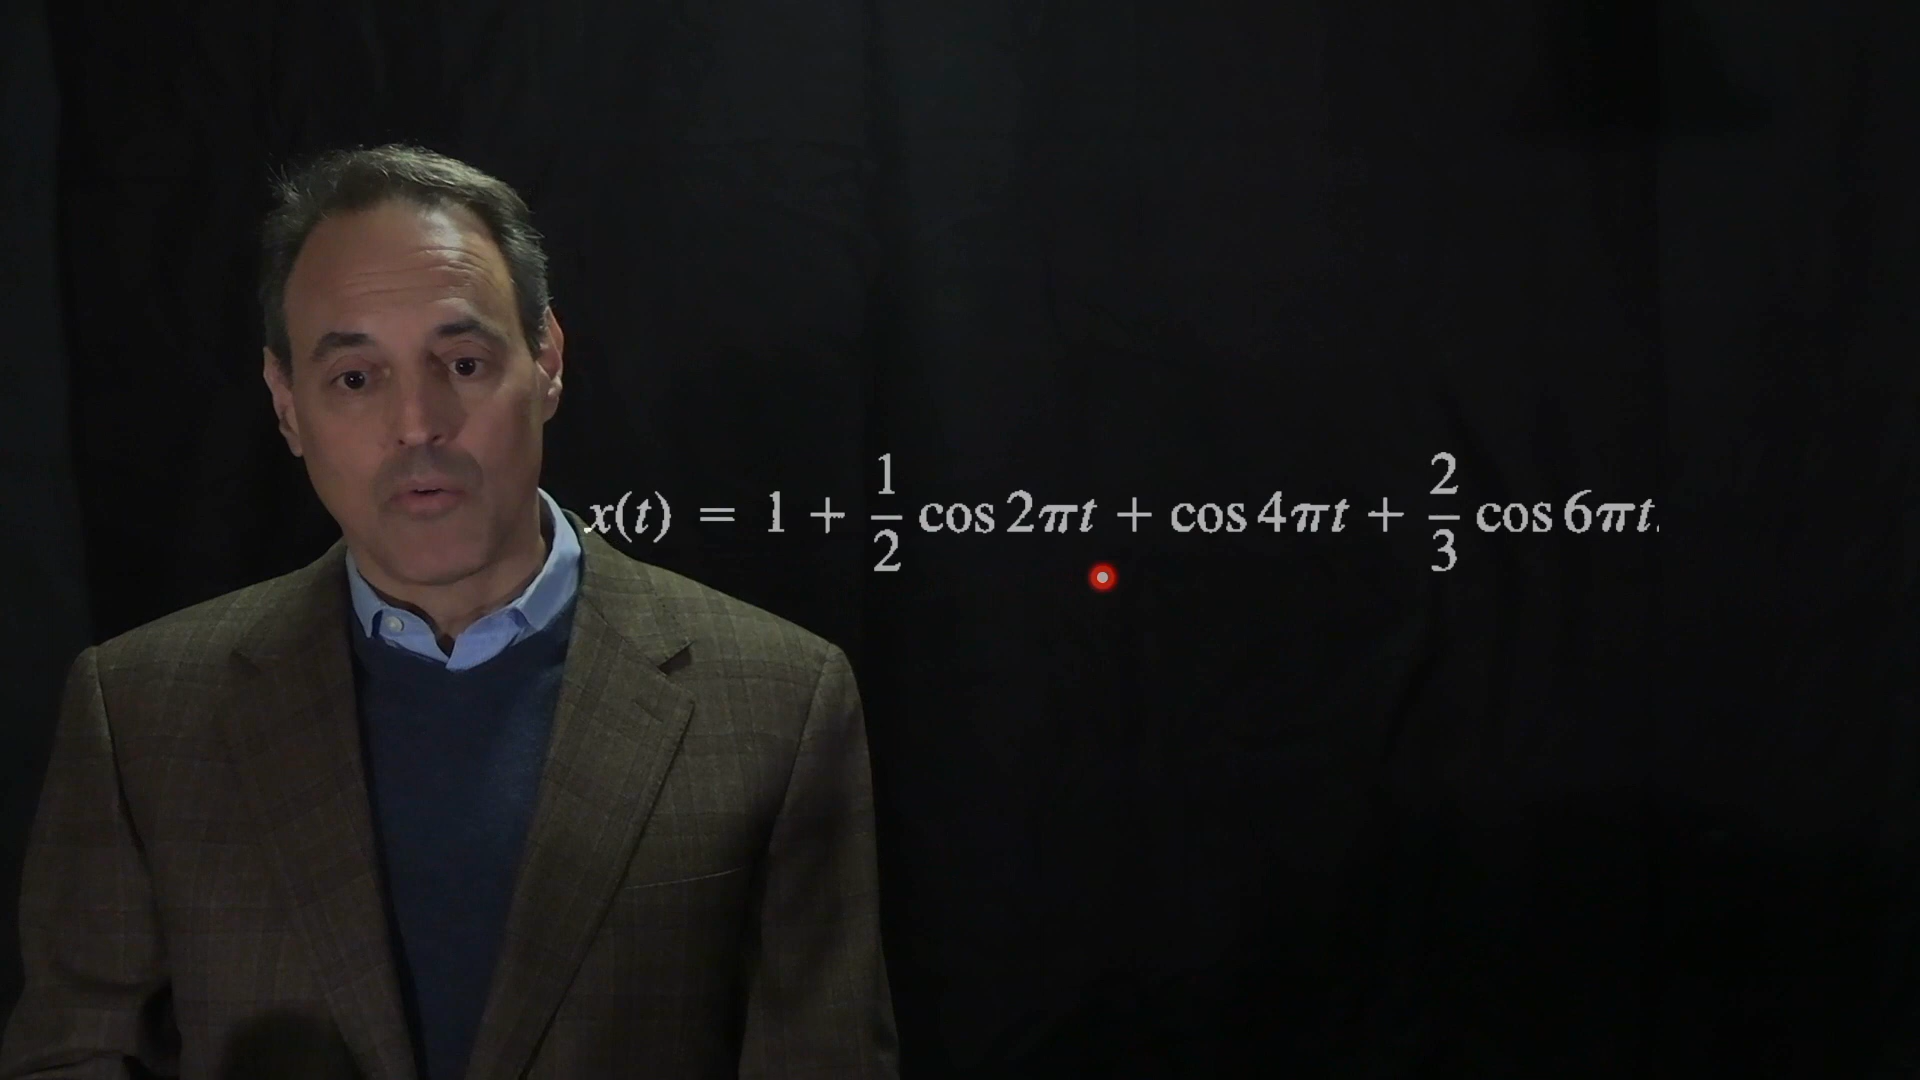 x(t) = 1 + 1/2 cos 2πt + cos 4πt + 2/3 cos 6πt.